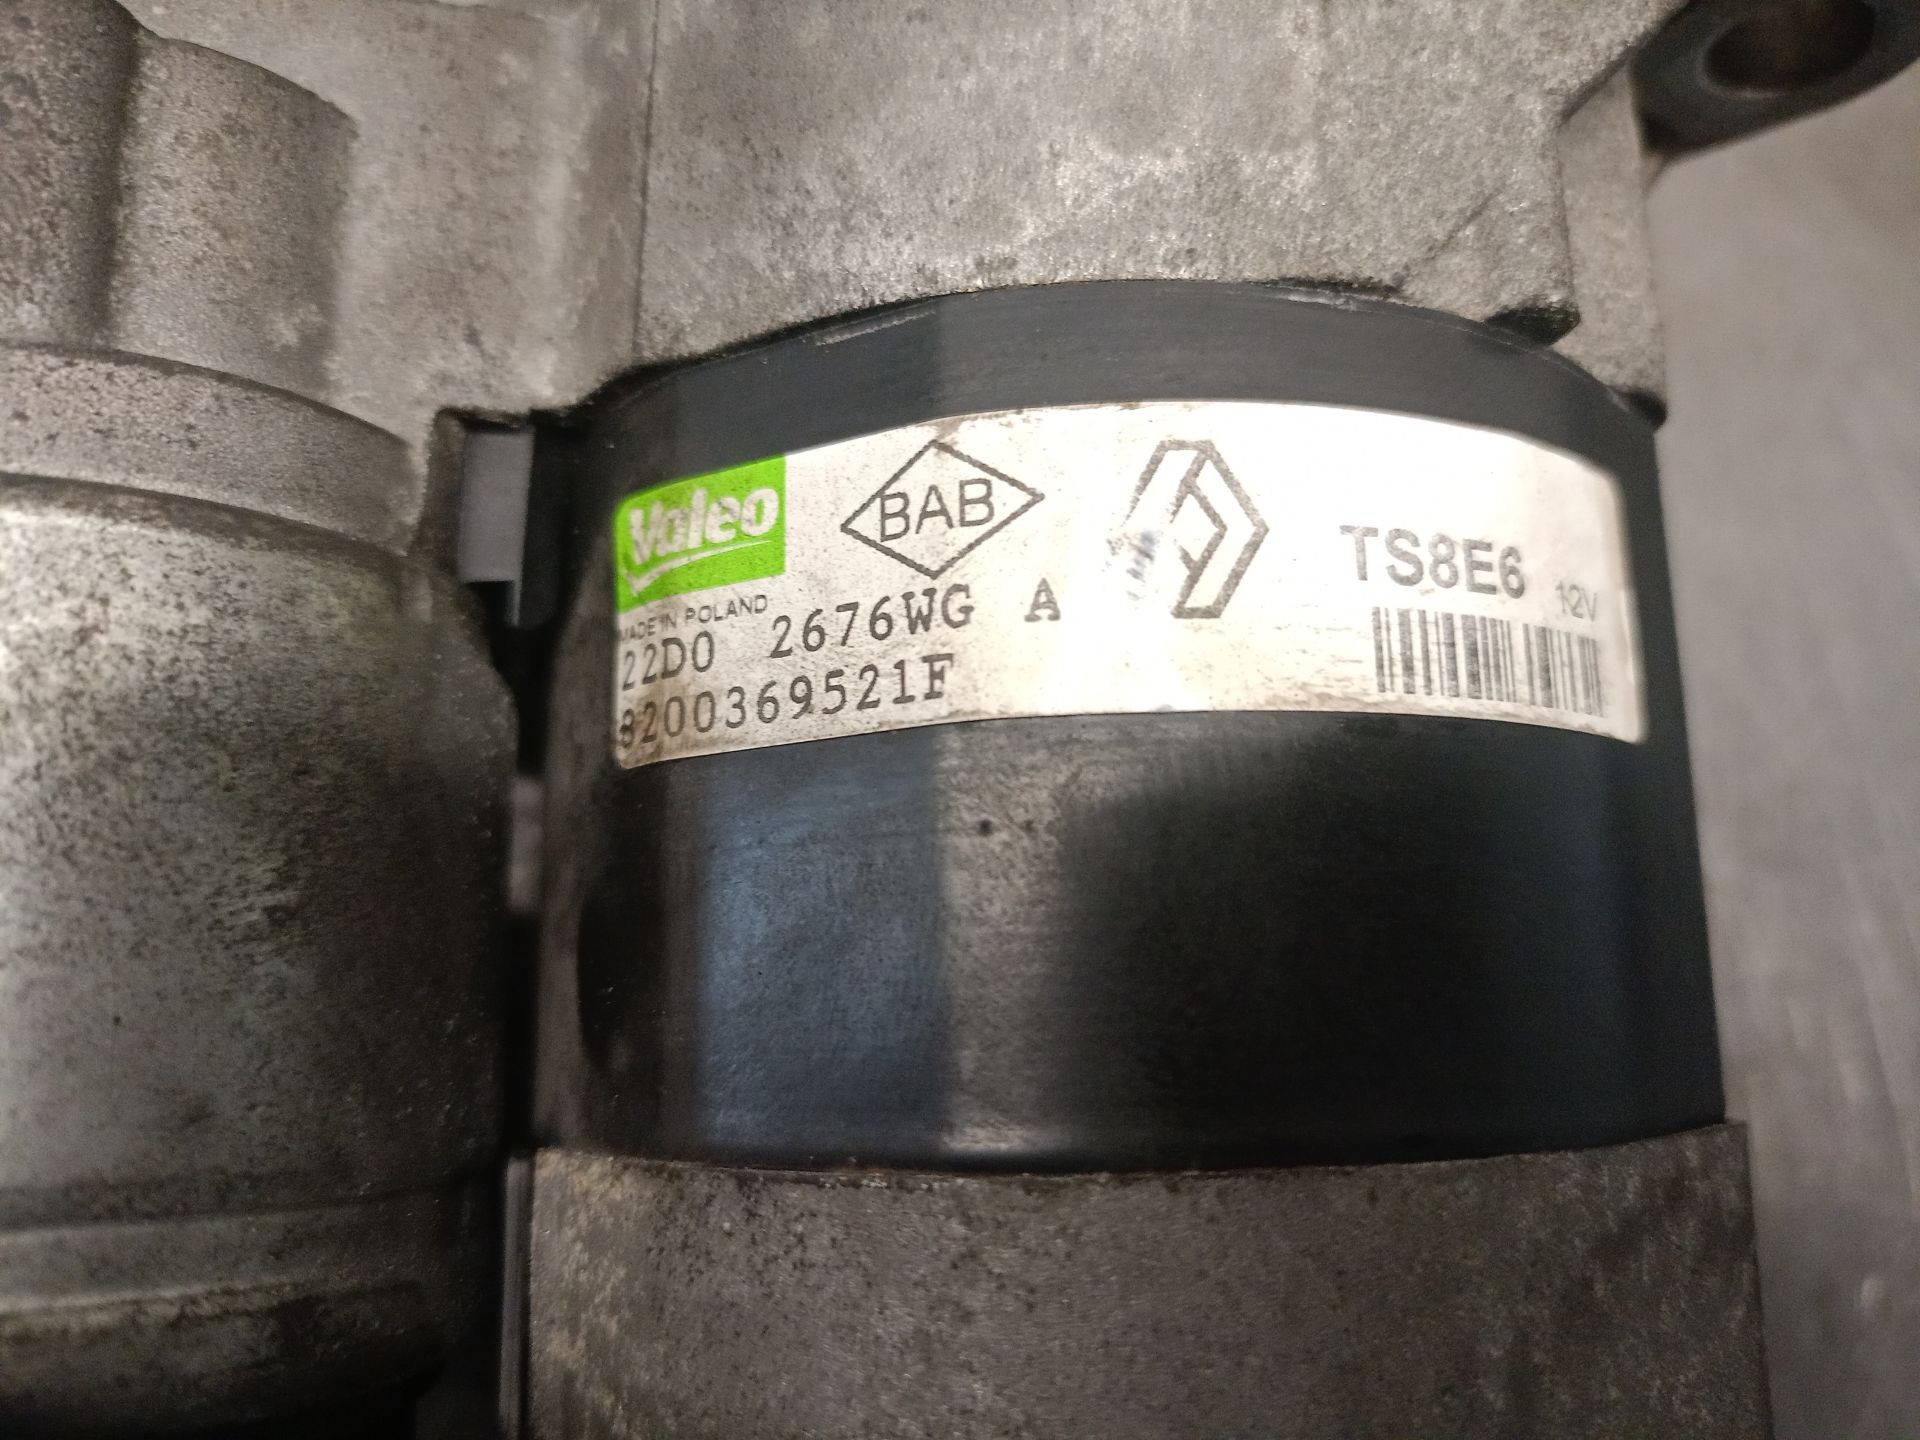 Valeo
BAB
TS8E6 12V
MADE IN POLAND
22D0 2676WG A
8200369521F